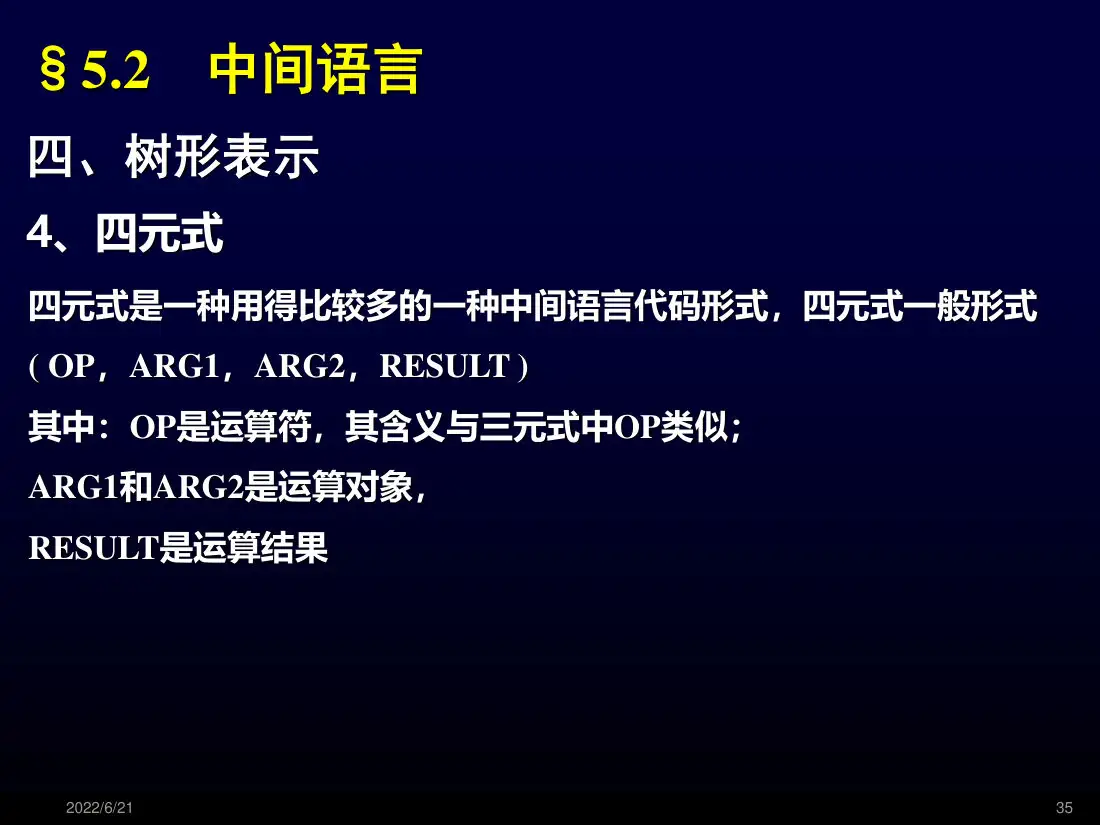 §5.2 中间语言
四、树形表示
4、四元式
四元式是一种用得比较多的一种中间语言代码形式，四元式一般形式
( OP，ARG1，ARG2，RESULT )
其中：OP是运算符，其含义与三元式中OP类似；
ARG1和ARG2是运算对象，
RESULT是运算结果
2022/6/21
35